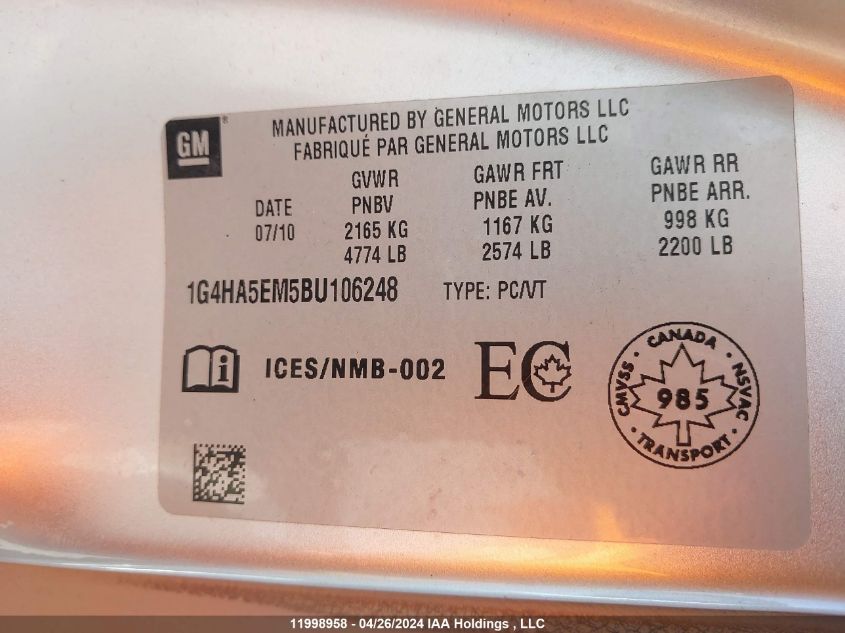 GM®
MANUFACTURED BY GENERAL MOTORS LLC
FABRIQUÉ PAR GENERAL MOTORS LLC
GVWR GAWR FRT GAWR RR
DATE PNBV PNBE AV. PNBE ARR.
07/10 2165 KG 1167 KG 998 KG
4774 LB 2574 LB 2200 LB
1G4HA5EM5BU106248 TYPE: PC/VT
i ICES/NMB-002 EC
CANADA
CMVSS 985 NSVAC
TRANSPORT
11998958 - 04/26/2024 IAA Holdings , LLC